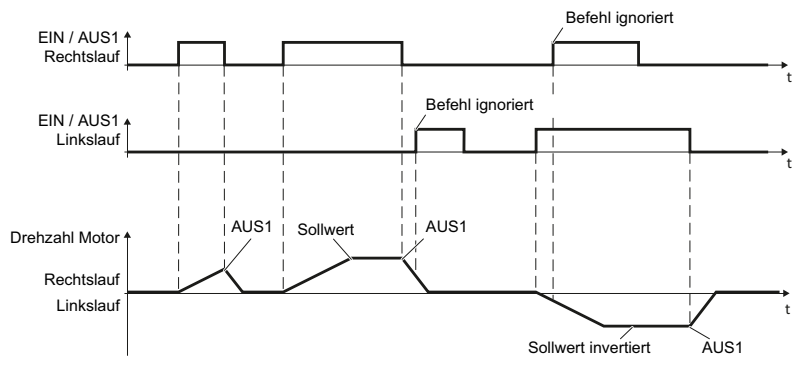 Befehl ignoriert
EIN / AUS1
Rechtslauf
t
Befehl ignoriert
EIN / AUS1
Linkslauf
t
Drehzahl Motor
AUS1
Sollwert
AUS1
Rechtslauf
Linkslauf
t
Sollwert invertiert
AUS1